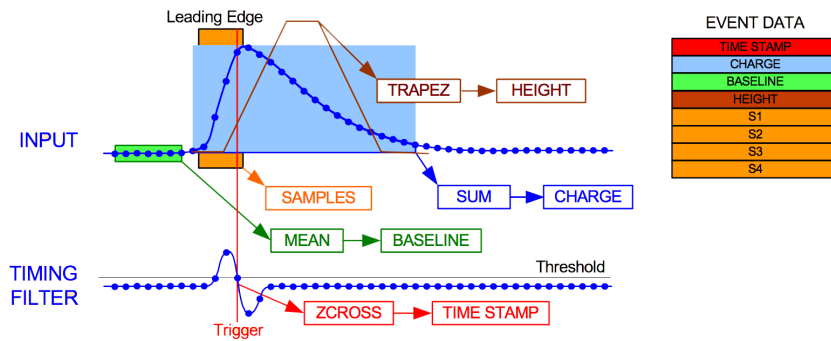 Leading Edge
EVENT DATA
TIME STAMP
CHARGE
BASELINE
HEIGHT
S1
S2
S3
S4
TRAPEZ
HEIGHT
INPUT
SAMPLES
SUM
CHARGE
MEAN
BASELINE
TIMING
FILTER
Threshold
ZCROSS
TIME STAMP
Trigger